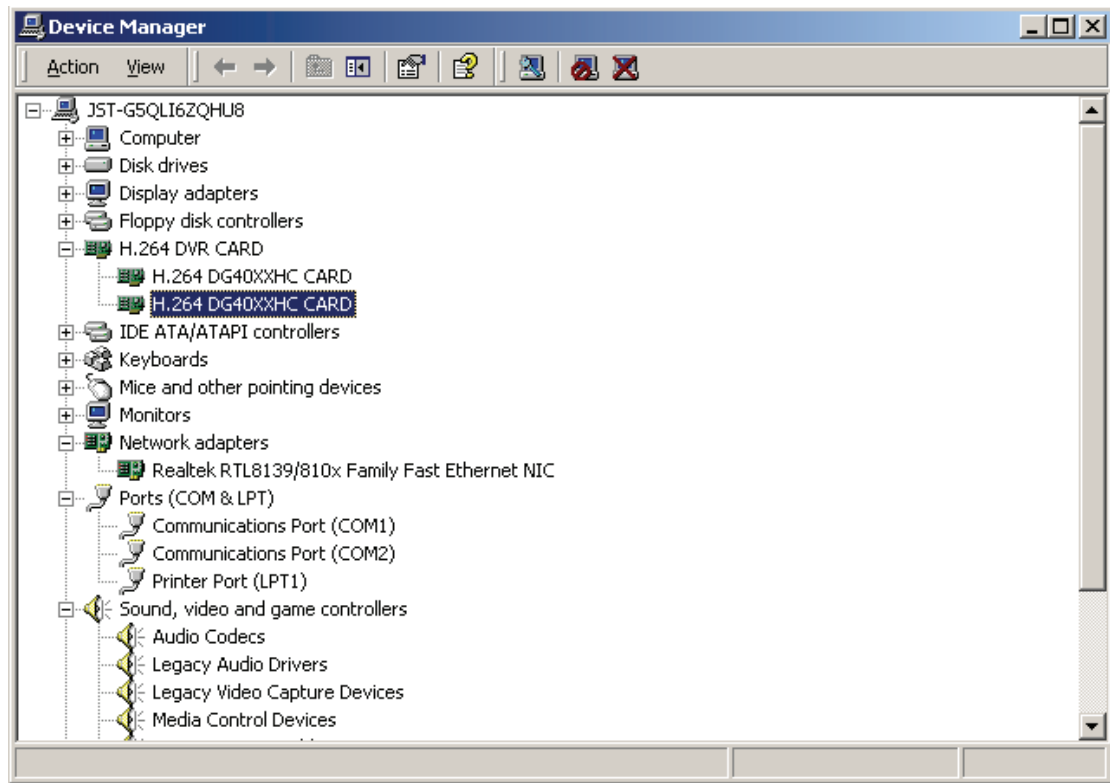 Device Manager
Action View
JST-G5QLI6ZQHU8
Computer
Disk drives
Display adapters
Floppy disk controllers
H.264 DVR CARD
H.264 DG40XXHC CARD
H.264 DG40XXHC CARD
IDE ATA/ATAPI controllers
Keyboards
Mice and other pointing devices
Monitors
Network adapters
Realtek RTL8139/810x Family Fast Ethernet NIC
Ports (COM & LPT)
Communications Port (COM1)
Communications Port (COM2)
Printer Port (LPT1)
Sound, video and game controllers
Audio Codecs
Legacy Audio Drivers
Legacy Video Capture Devices
Media Control Devices